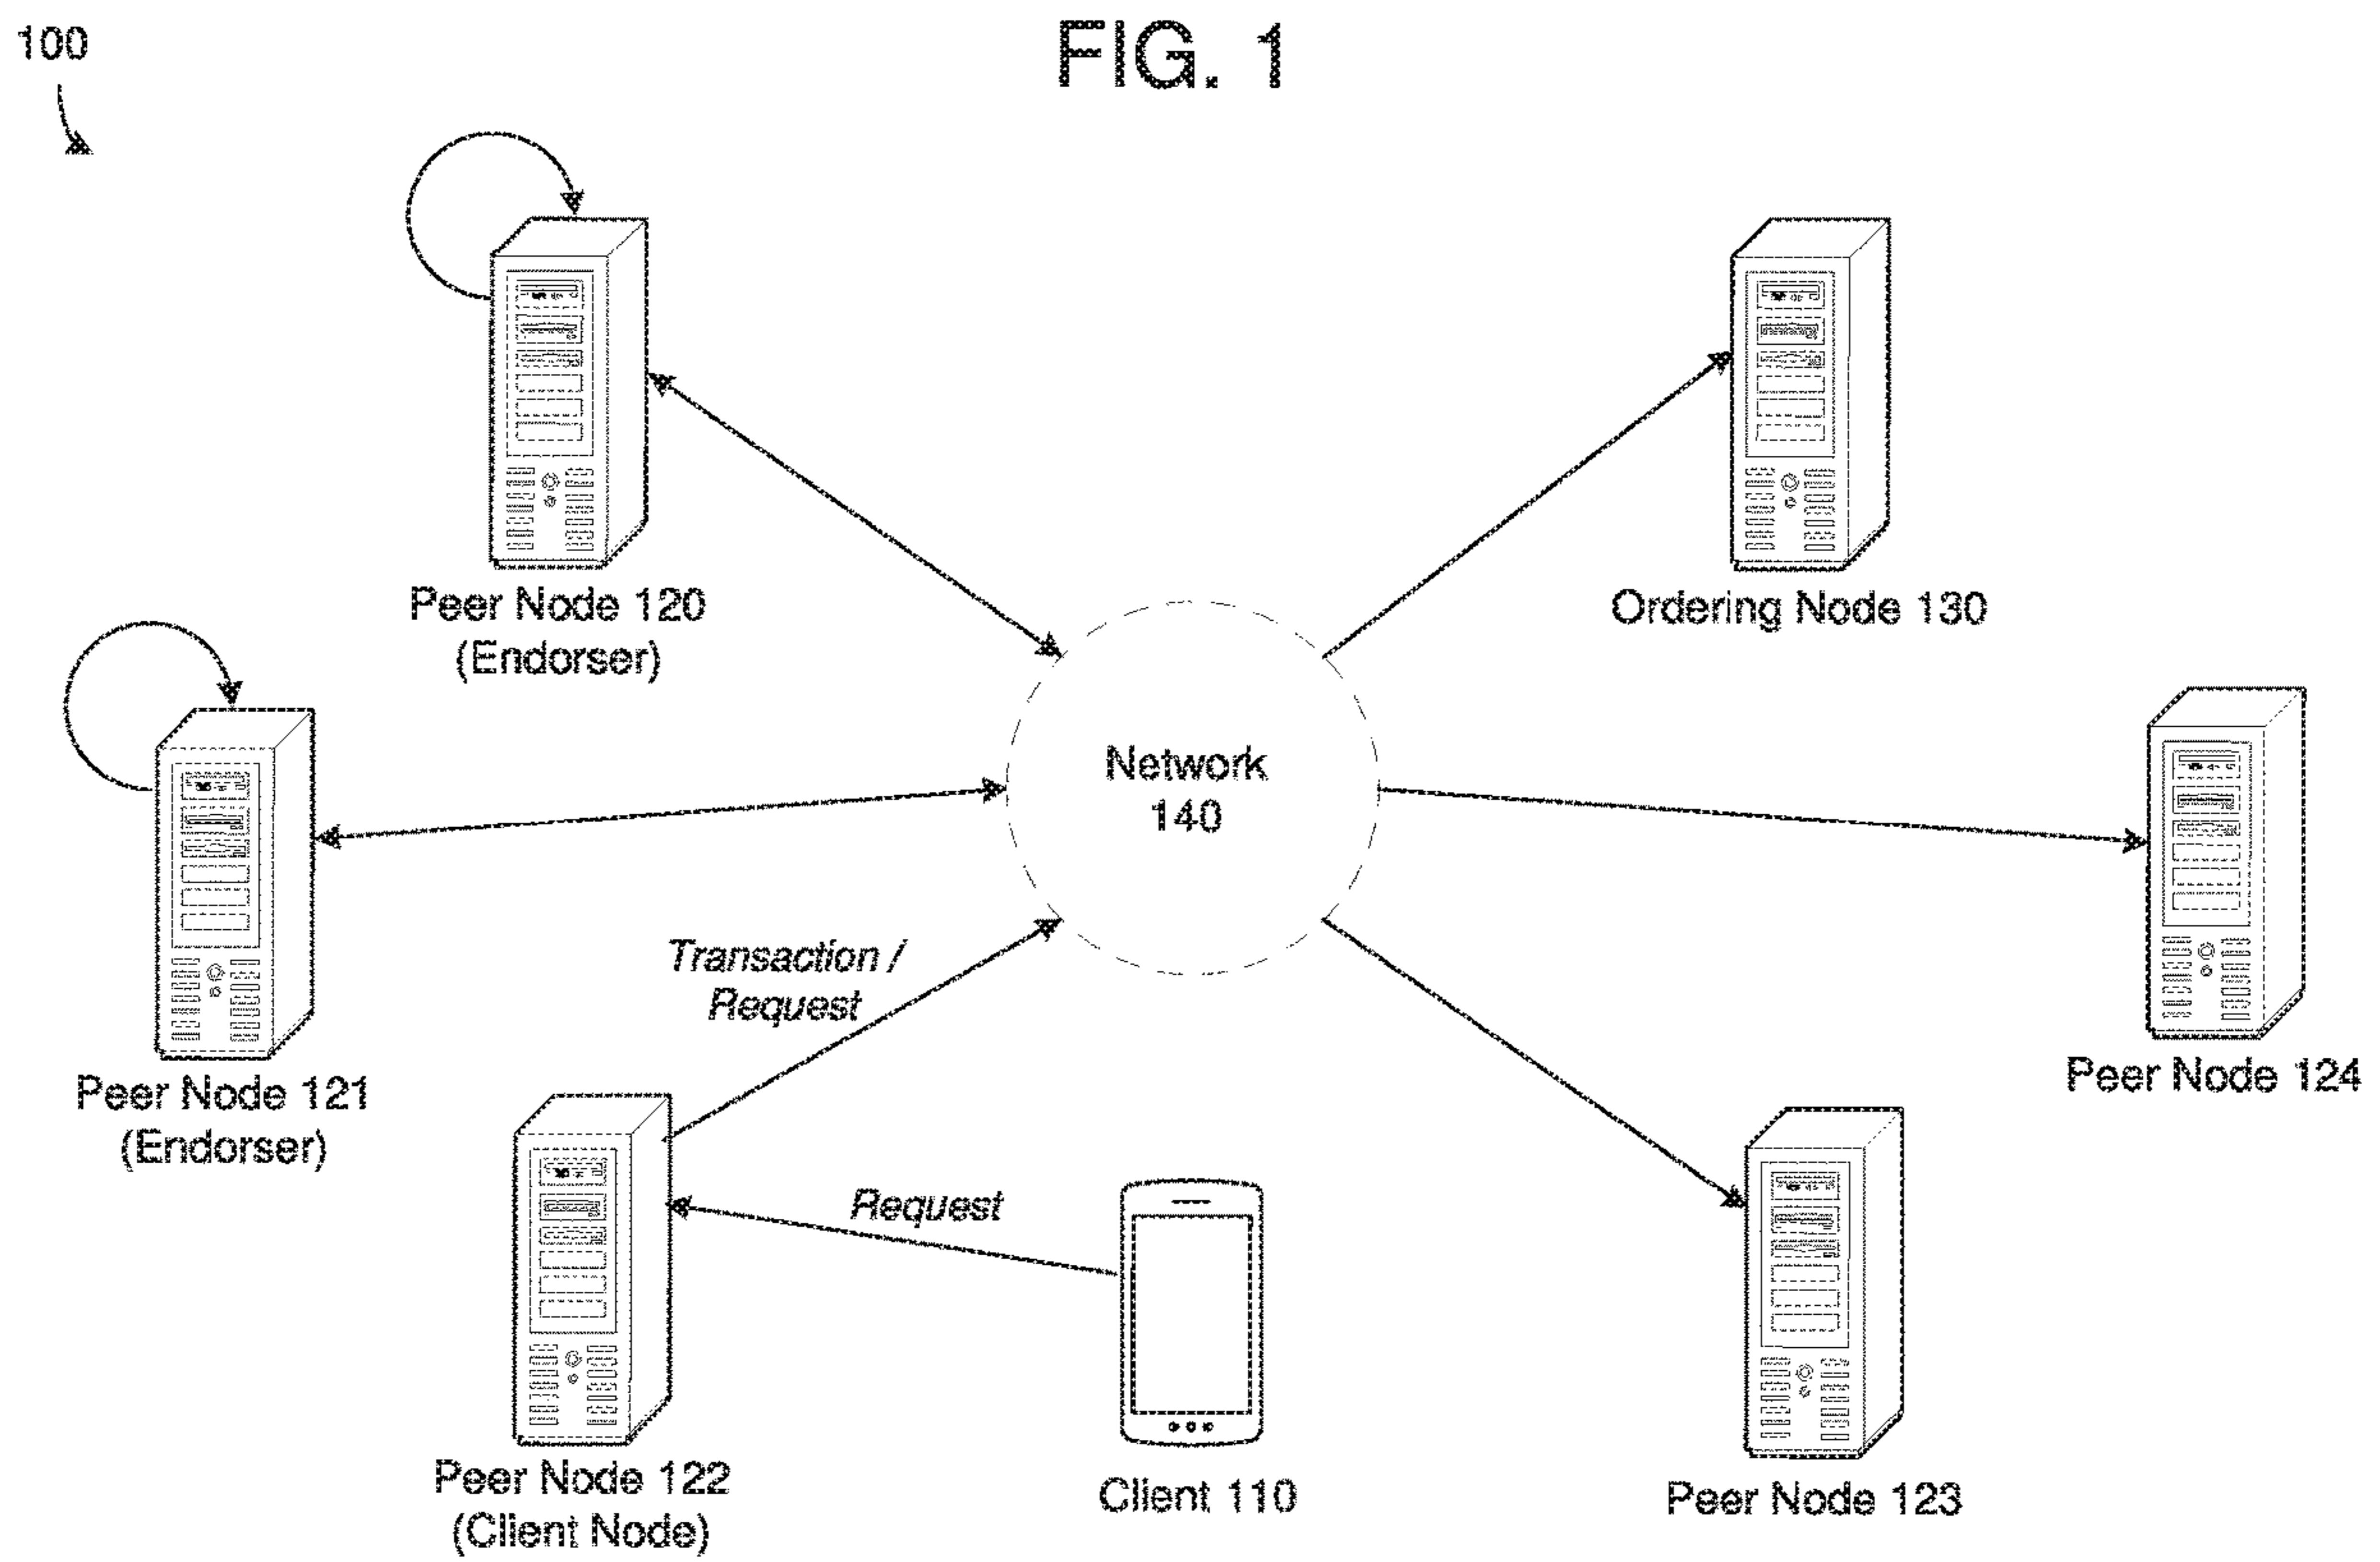 FIG. 1
100
Peer Node 120
(Endorser)
Ordering Node 130
Network
140
Peer Node 121
(Endorser)
Transaction /
Request
Peer Node 124
Request
Peer Node 122
(Client Node)
Client 110
Peer Node 123